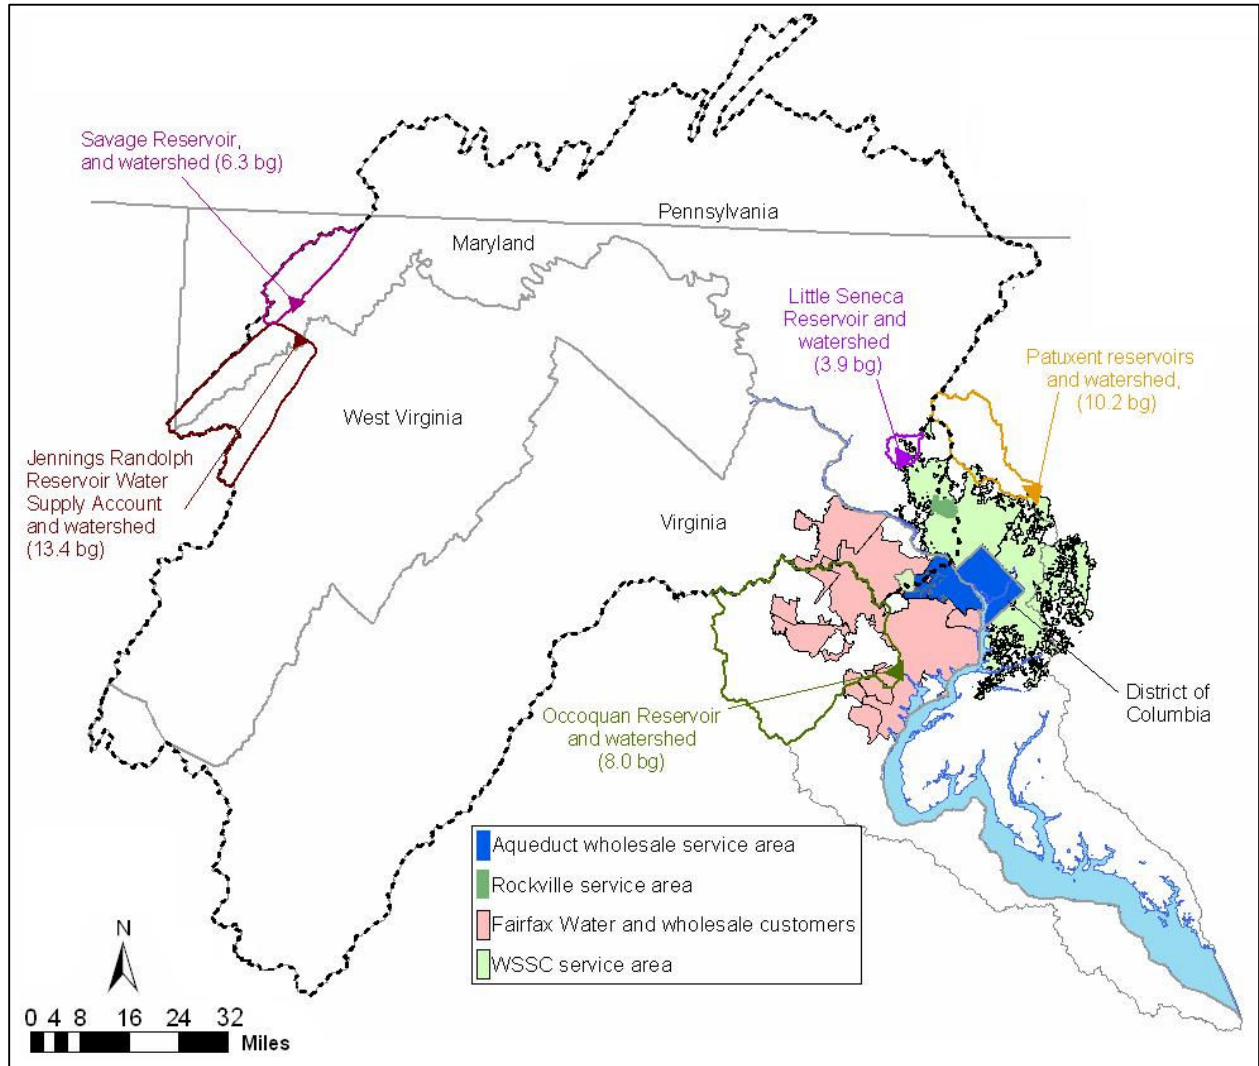 Savage Reservoir,
and watershed (6.3 bg)
Pennsylvania
Maryland
Little Seneca
Reservoir and
watershed
(3.9 bg)
Patuxent reservoirs
and watershed,
(10.2 bg)
West Virginia
Jennings Randolph
Reservoir Water
Supply Account
and watershed
(13.4 bg)
Virginia
Occoquan Reservoir
and watershed
(8.0 bg)
District of
Columbia
Aqueduct wholesale service area
Rockville service area
Fairfax Water and wholesale customers
WSSC service area
N
0 4 8 16 24 32
Miles